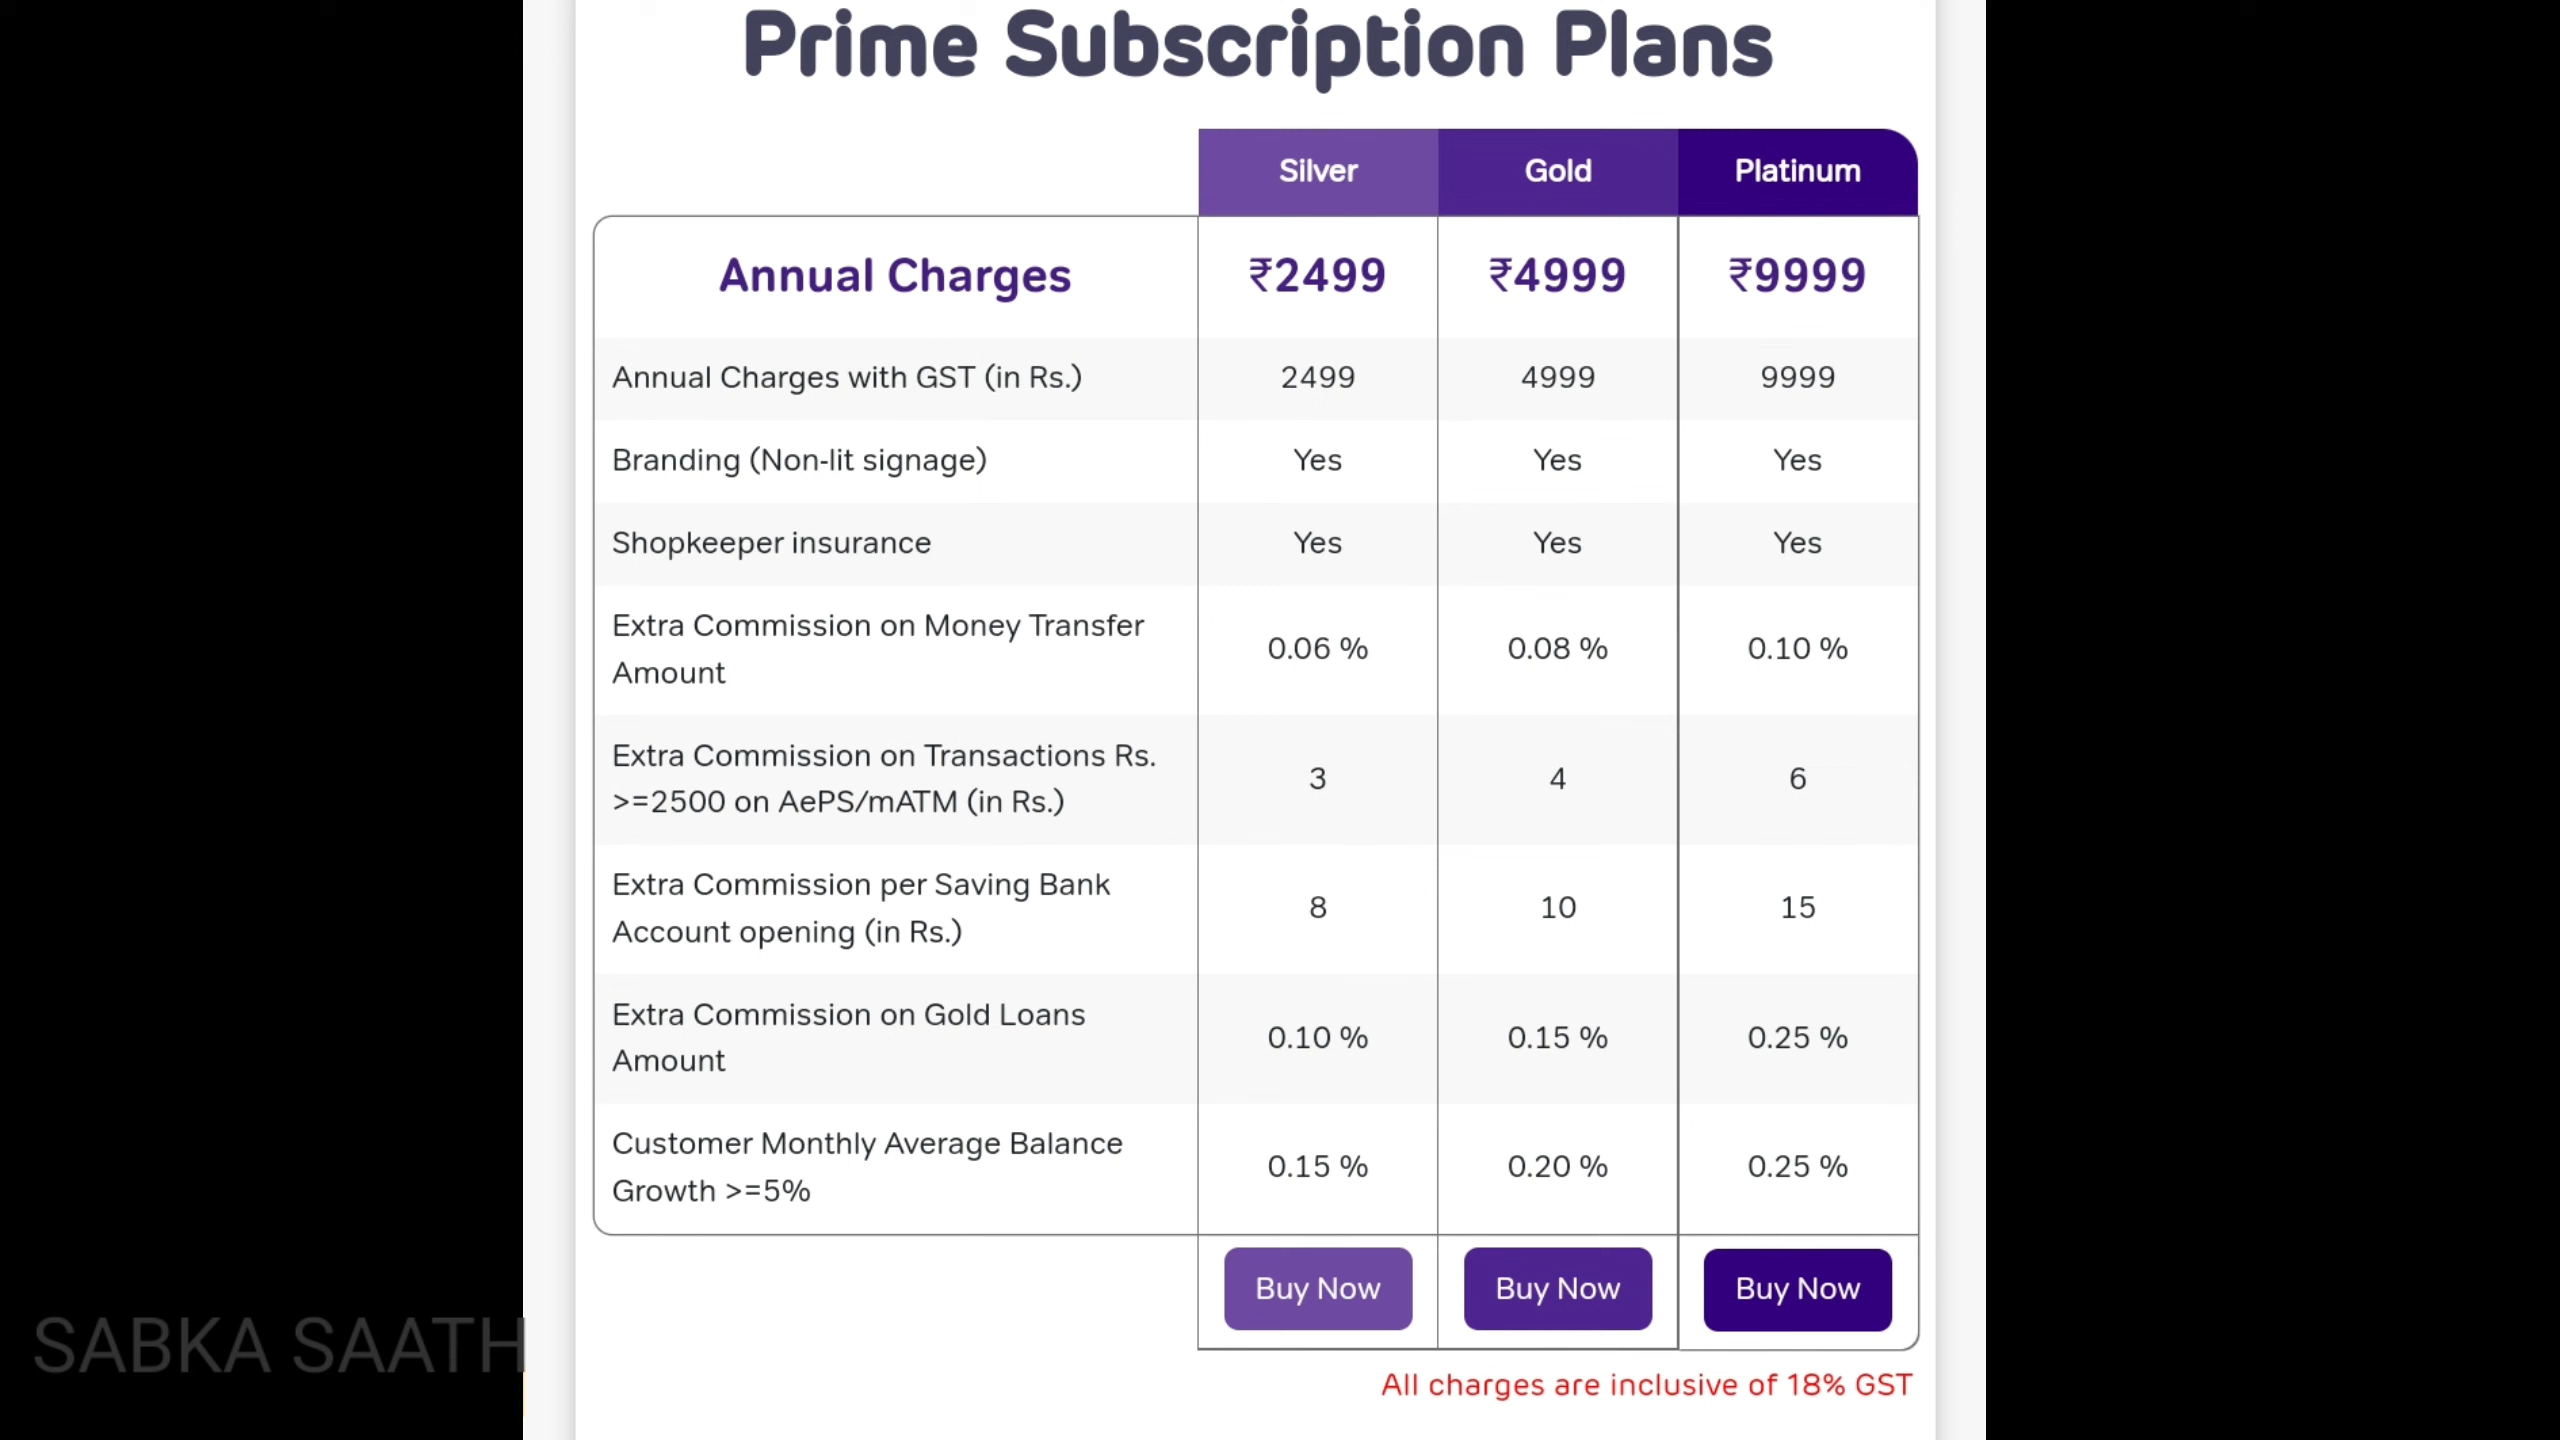 Prime Subscription Plans
Silver Gold Platinum
Annual Charges ₹2499 ₹4999 ₹9999
Annual Charges with GST (in Rs.) 2499 4999 9999
Branding (Non-lit signage) Yes Yes Yes
Shopkeeper insurance Yes Yes Yes
Extra Commission on Money Transfer
Amount 0.06 % 0.08 % 0.10 %
Extra Commission on Transactions Rs.
>=2500 on AePS/mATM (in Rs.) 3 4 6
Extra Commission per Saving Bank
Account opening (in Rs.) 8 10 15
Extra Commission on Gold Loans
Amount 0.10 % 0.15 % 0.25 %
Customer Monthly Average Balance
Growth >=5% 0.15 % 0.20 % 0.25 %
Buy Now Buy Now Buy Now
All charges are inclusive of 18% GST
SABKA SAATH